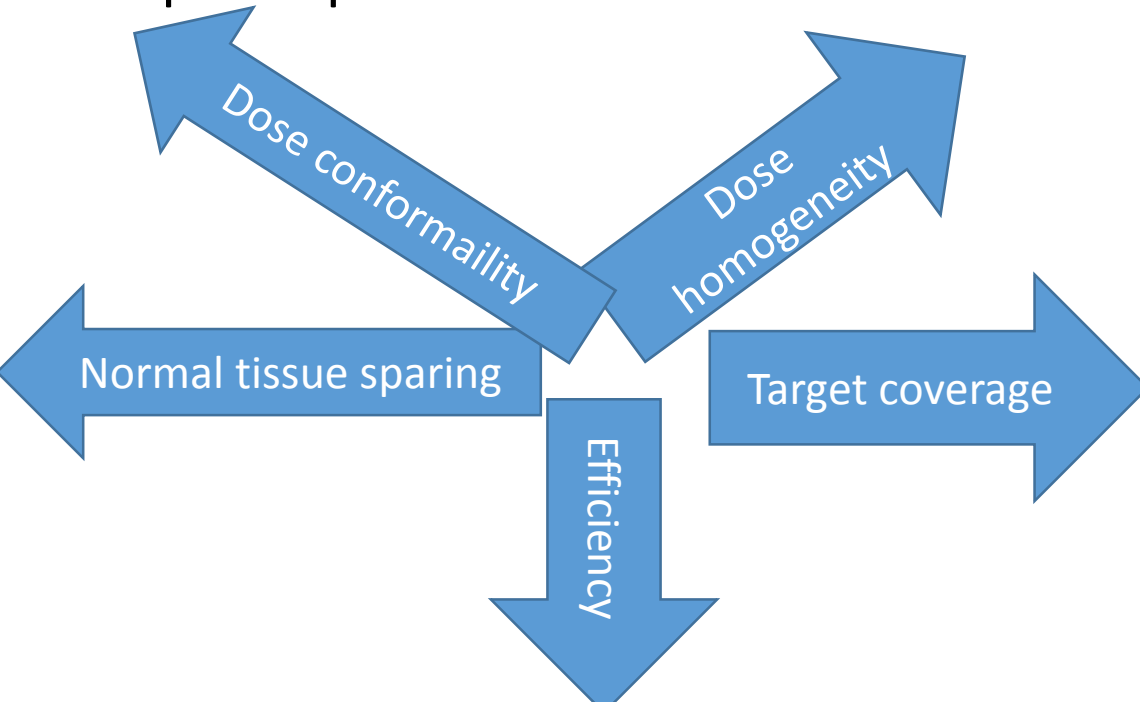 Dose conformaility
Dose
homogeneity
Normal tissue sparing
Target coverage
Efficiency